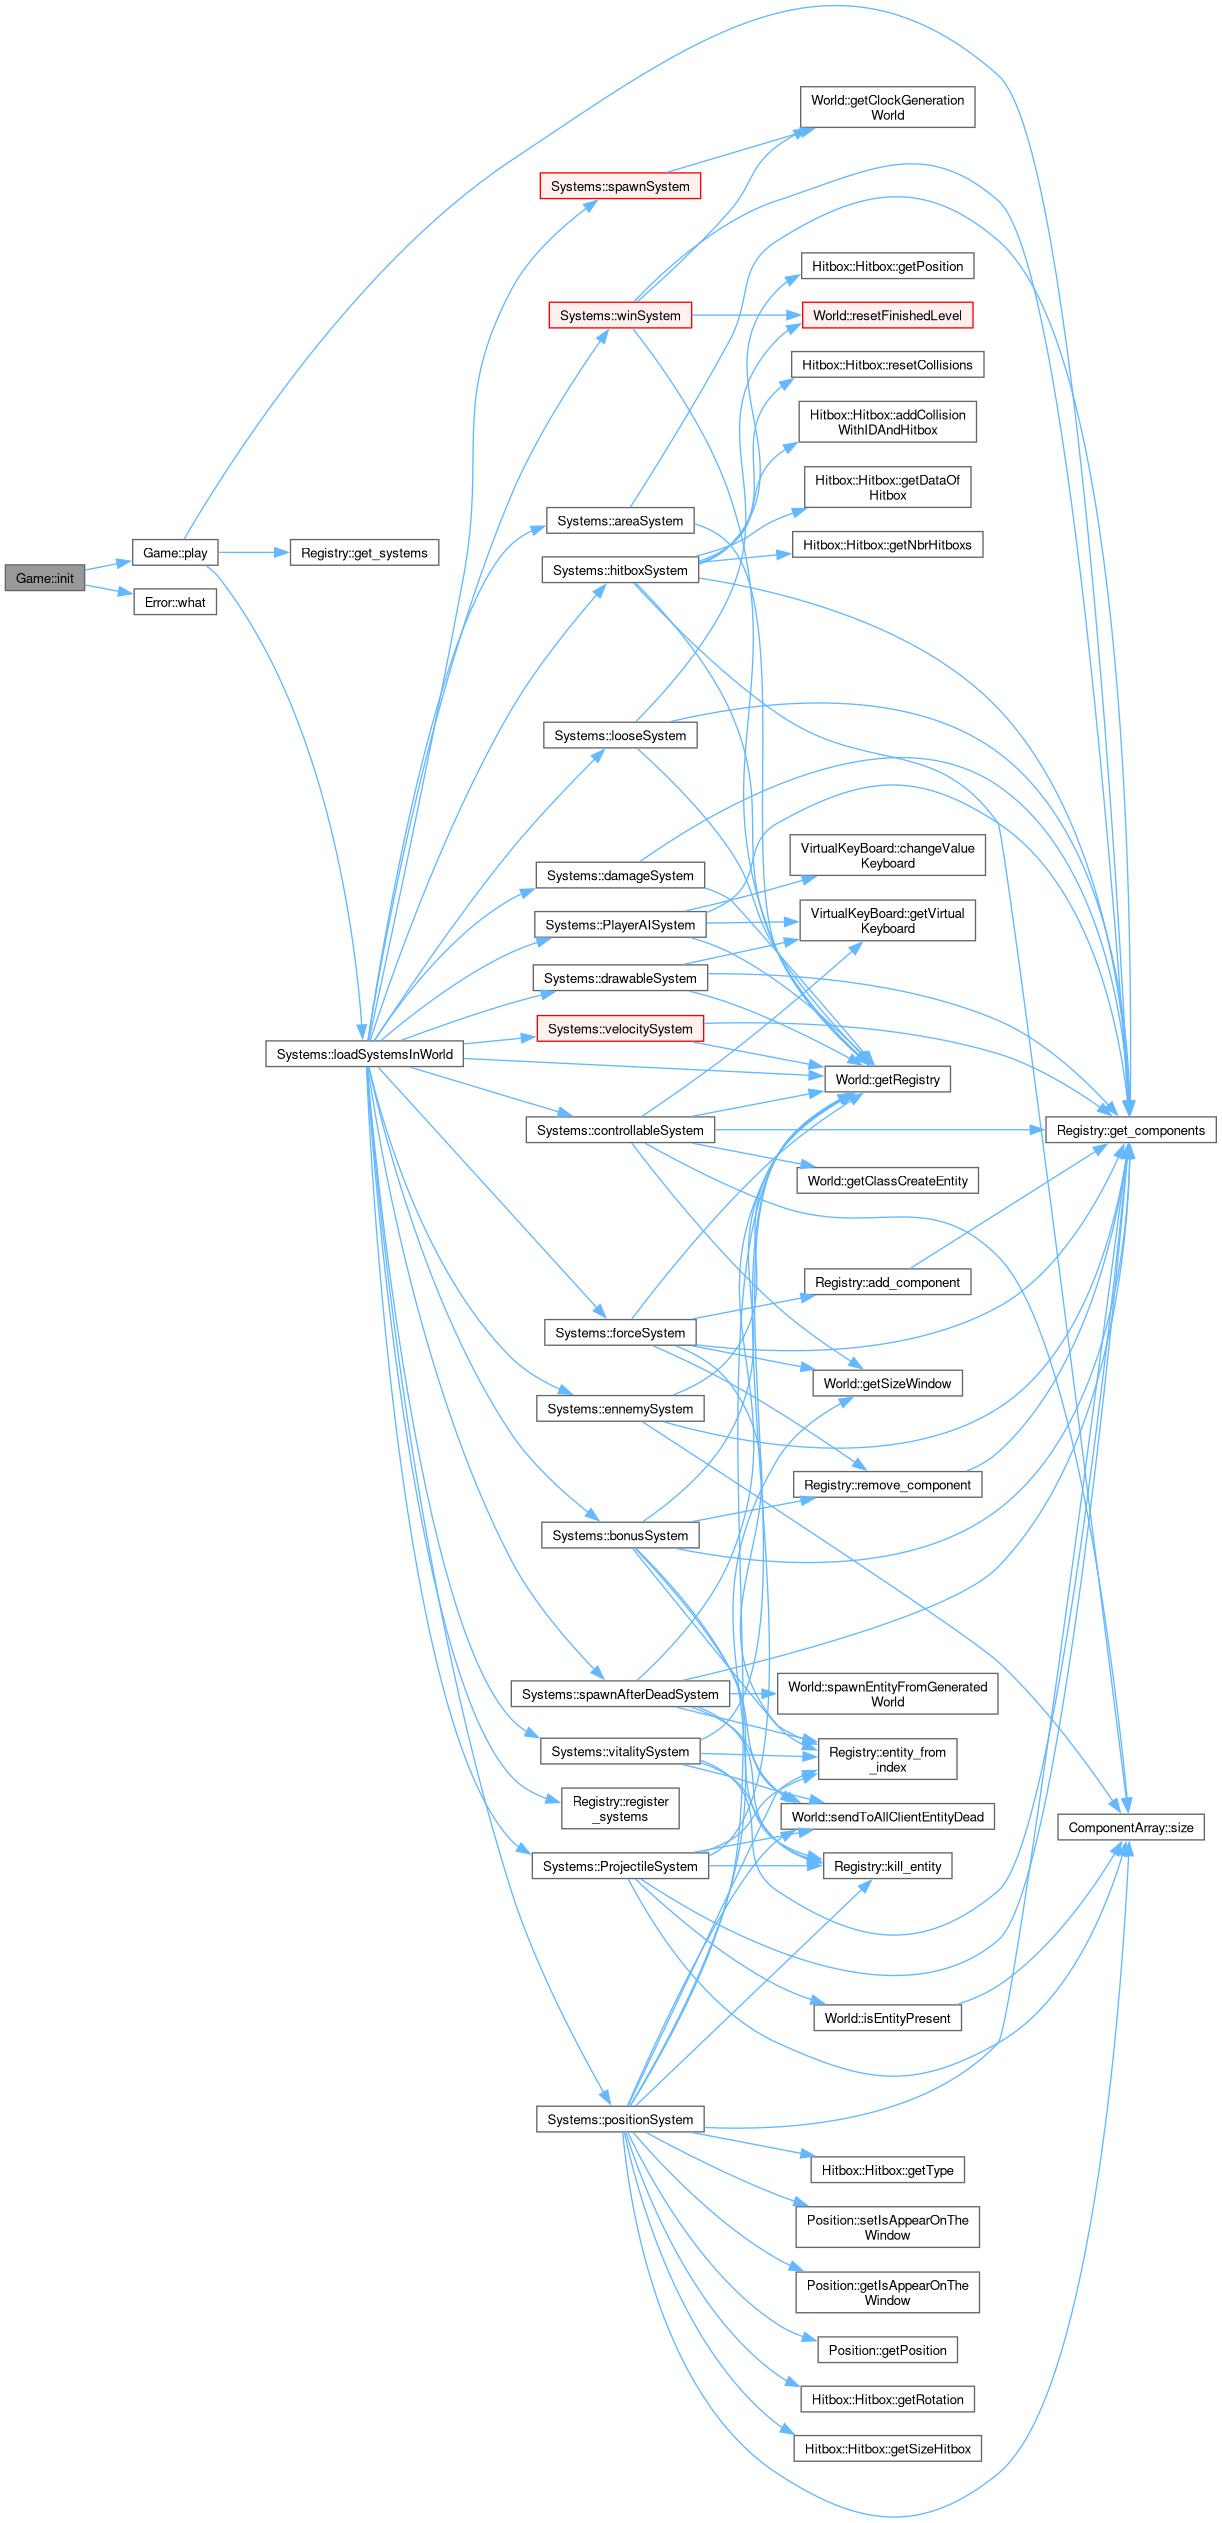 Game::init
Game::play
Error::what
Registry::get_systems
Systems::loadSystemsInWorld
Systems::spawnSystem
Systems::winSystem
Systems::areaSystem
Systems::hitboxSystem
Systems::looseSystem
Systems::damageSystem
Systems::PlayerAISystem
Systems::drawableSystem
Systems::velocitySystem
Systems::controllableSystem
Systems::forceSystem
Systems::ennemySystem
Systems::bonusSystem
Systems::spawnAfterDeadSystem
Systems::vitalitySystem
Registry::register
_systems
Systems::ProjectileSystem
Systems::positionSystem
World::getClockGeneration
World
Hitbox::Hitbox::getPosition
World::resetFinishedLevel
Hitbox::Hitbox::resetCollisions
Hitbox::Hitbox::addCollision
WithIDAndHitbox
Hitbox::Hitbox::getDataOf
Hitbox
Hitbox::Hitbox::getNbrHitboxs
VirtualKeyBoard::changeValue
Keyboard
VirtualKeyBoard::getVirtual
Keyboard
World::getRegistry
World::getClassCreateEntity
Registry::add_component
World::getSizeWindow
Registry::remove_component
World::spawnEntityFromGenerated
World
Registry::entity_from
_index
World::sendToAllClientEntityDead
Registry::kill_entity
World::isEntityPresent
Hitbox::Hitbox::getType
Position::setIsAppearOnThe
Window
Position::getIsAppearOnThe
Window
Position::getPosition
Hitbox::Hitbox::getRotation
Hitbox::Hitbox::getSizeHitbox
Registry::get_components
ComponentArray::size